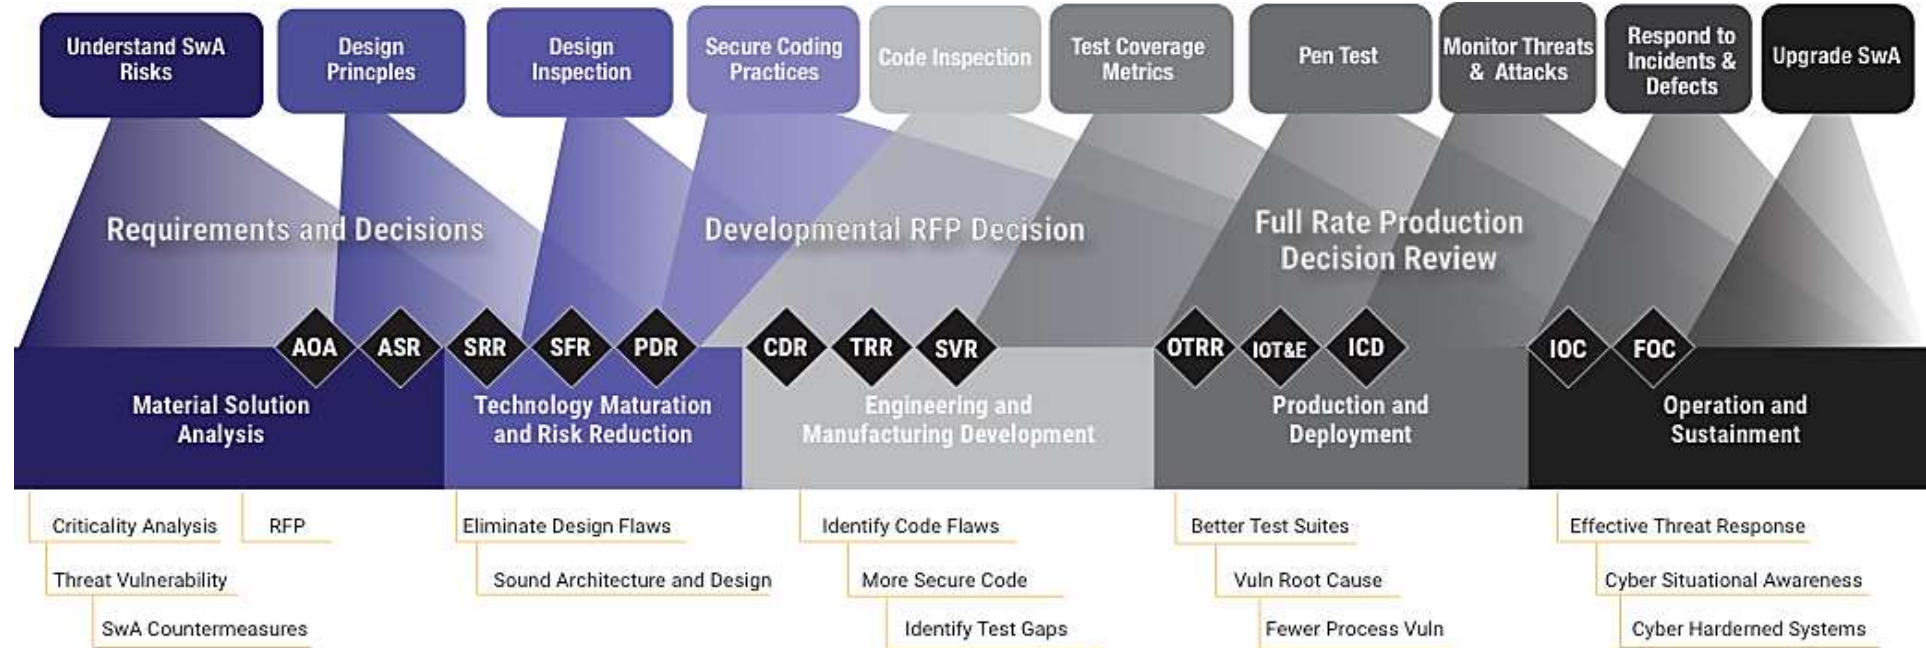 Understand SwA
Risks
Design
Princples
Design
Inspection
Secure Coding
Practices
Code Inspection
Test Coverage
Metrics
Pen Test
Monitor Threats
& Attacks
Respond to
Incidents &
Defects
Upgrade SwA
Requirements and Decisions
Developmental RFP Decision
Full Rate Production
Decision Review
AOA
ASR
SRR
SFR
PDR
CDR
TRR
SVR
OTRR
IOT&E
ICD
IOC
FOC
Material Solution
Analysis
Technology Maturation
and Risk Reduction
Engineering and
Manufacturing Development
Production and
Deployment
Operation and
Sustainment
Criticality Analysis
RFP
Threat Vulnerability
SwA Countermeasures
Eliminate Design Flaws
Sound Architecture and Design
Identify Code Flaws
More Secure Code
Identify Test Gaps
Better Test Suites
Vuln Root Cause
Fewer Process Vuln
Effective Threat Response
Cyber Situational Awareness
Cyber Harderned Systems